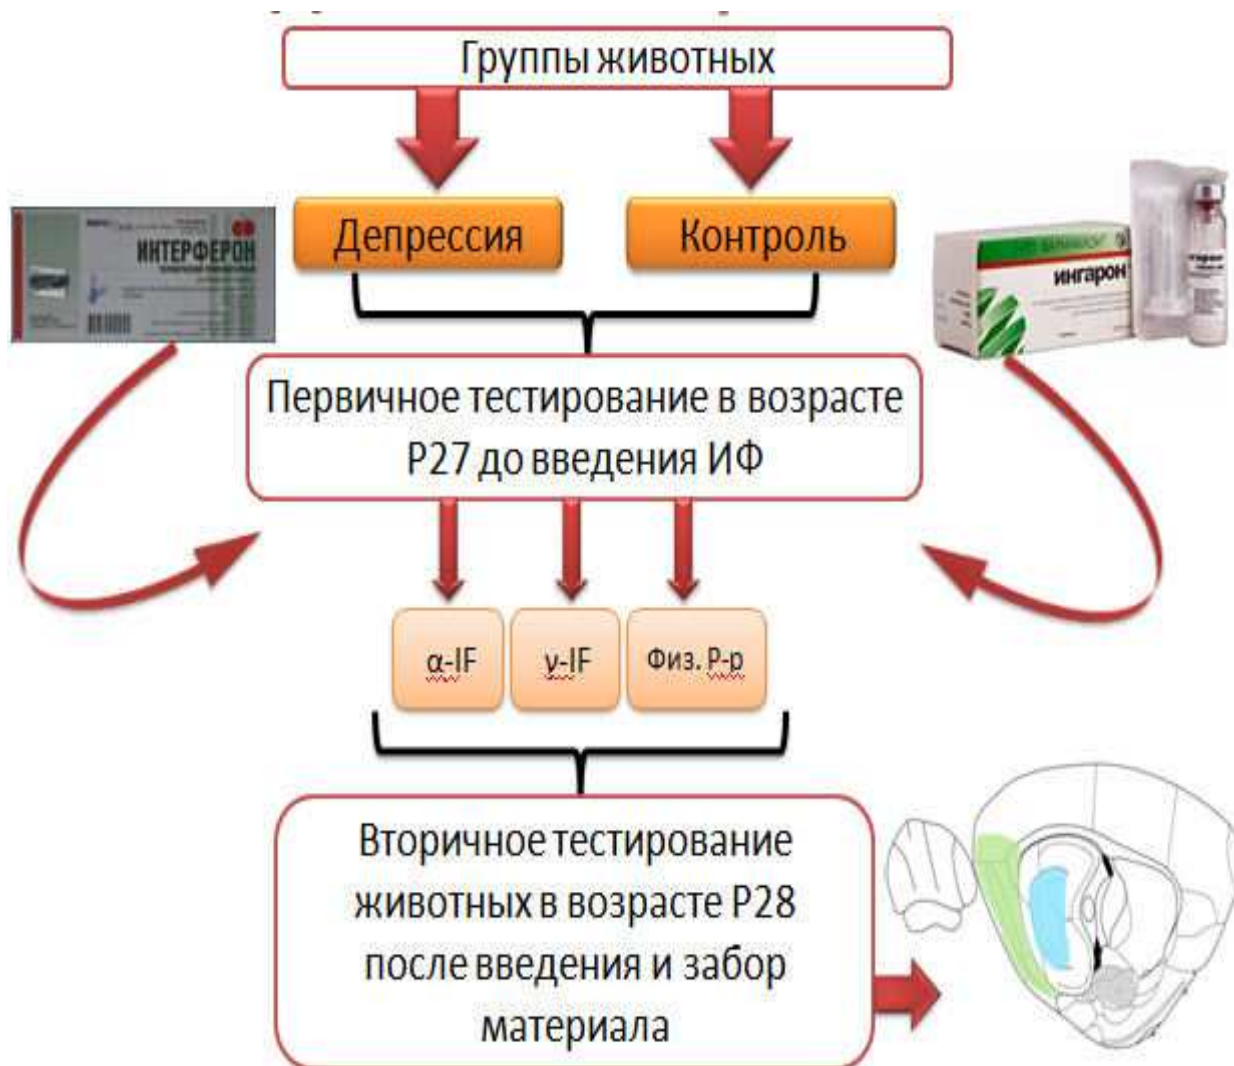 Группы животных
Депрессия
Контроль
ИНТЕРФЕРОН
ингарон
Первичное тестирование в возрасте
Р27 до введения ИФ
α-IF
γ-IF
Физ. Р-р
Вторичное тестирование
животных в возрасте Р28
после введения и забор
материала